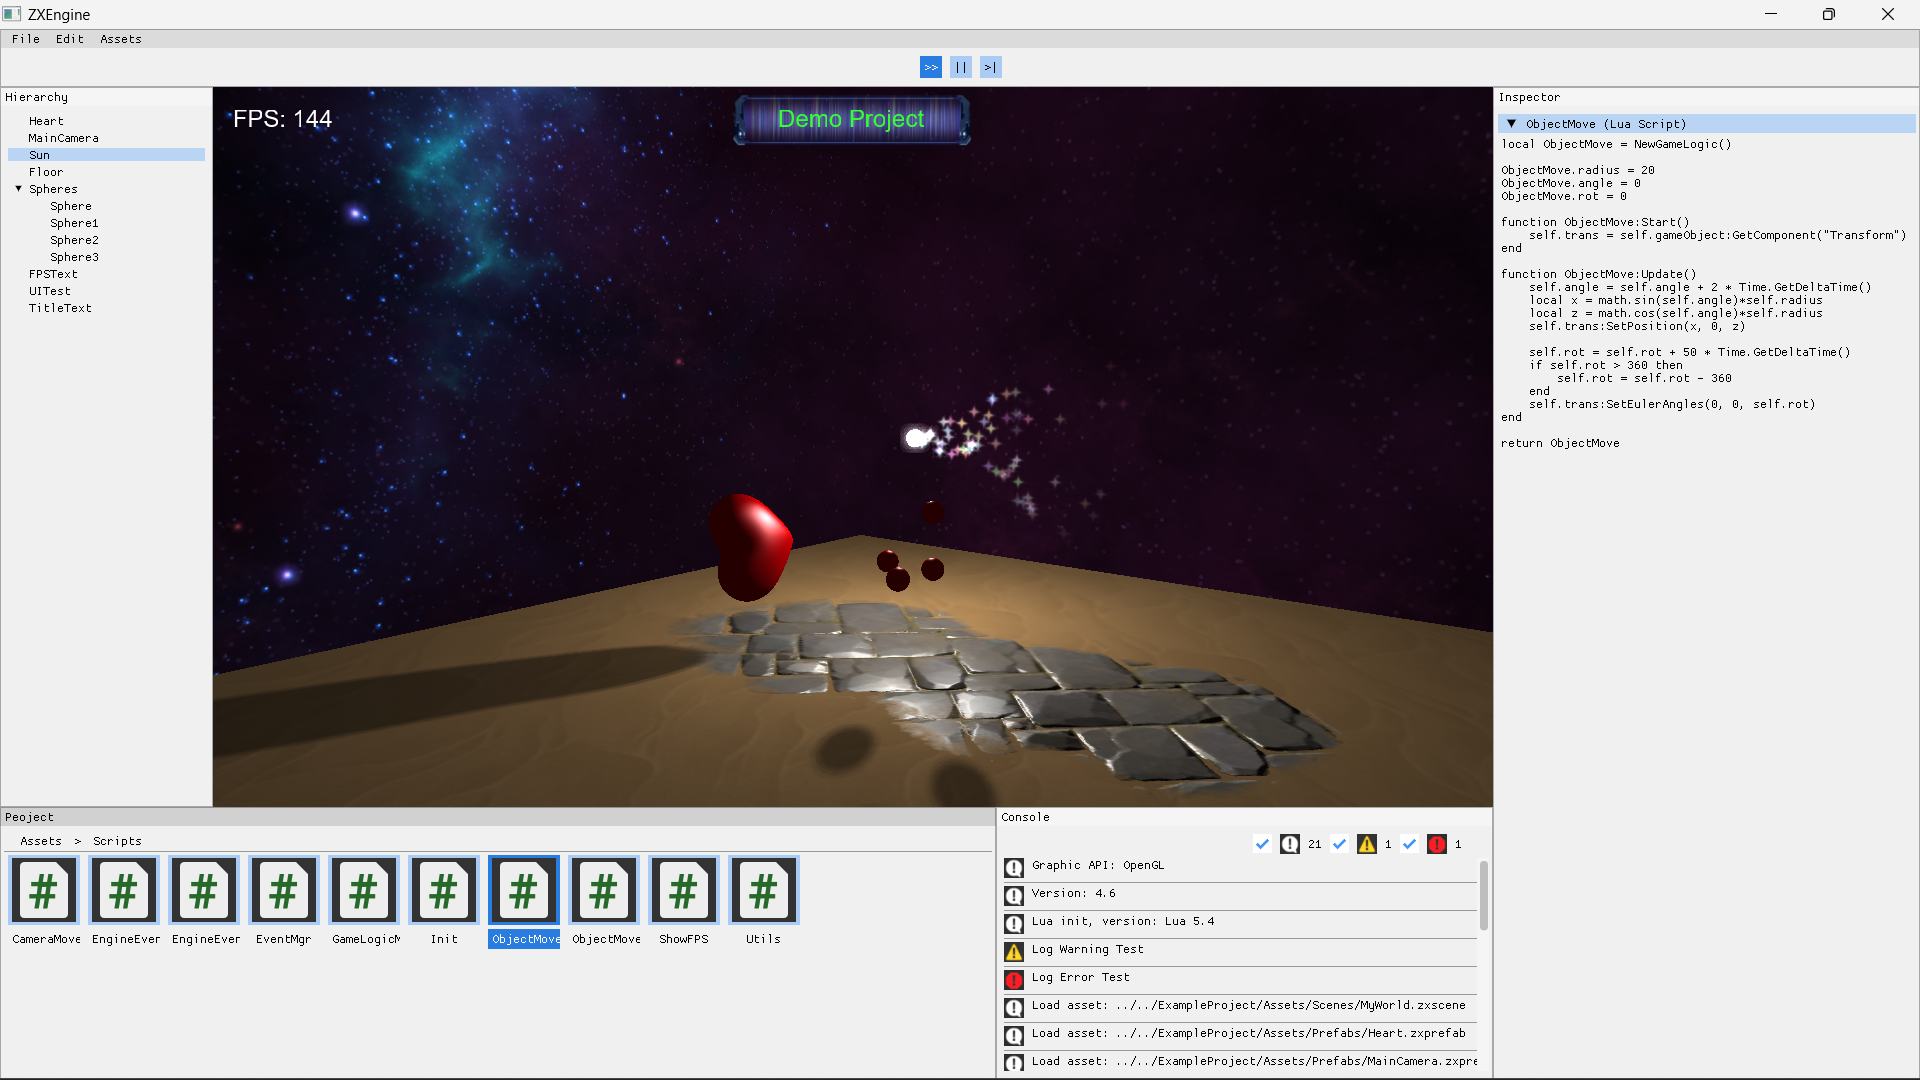 ZXEngine
File Edit Assets
>> || >|
Hierarchy
Heart
MainCamera
Sun
Floor
Spheres
Sphere
Sphere1
Sphere2
Sphere3
FPSText
UITest
TitleText
FPS: 144
Demo Project
Inspector
ObjectMove (Lua Script)
local ObjectMove = NewGameLogic()
ObjectMove.radius = 20
ObjectMove.angle = 0
ObjectMove.rot = 0
function ObjectMove:Start()
    self.trans = self.gameObject:GetComponent("Transform")
end
function ObjectMove:Update()
    self.angle = self.angle + 2 * Time.GetDeltaTime()
    local x = math.sin(self.angle)*self.radius
    local z = math.cos(self.angle)*self.radius
    self.trans:SetPosition(x, 0, z)
    self.rot = self.rot + 50 * Time.GetDeltaTime()
    if self.rot > 360 then
        self.rot = self.rot - 360
    end
    self.trans:SetEulerAngles(0, 0, self.rot)
end
return ObjectMove
Peoject
Assets > Scripts
CameraMove EngineEver EngineEver EventMgr GameLogicM Init ObjectMove ObjectMove ShowFPS Utils
Console
21 1 1
Graphic API: OpenGL
Version: 4.6
Lua init, version: Lua 5.4
Log Warning Test
Log Error Test
Load asset: ../../ExampleProject/Assets/Scenes/MyWorld.zxscene
Load asset: ../../ExampleProject/Assets/Prefabs/Heart.zxprefab
Load asset: ../../ExampleProject/Assets/Prefabs/MainCamera.zxpre